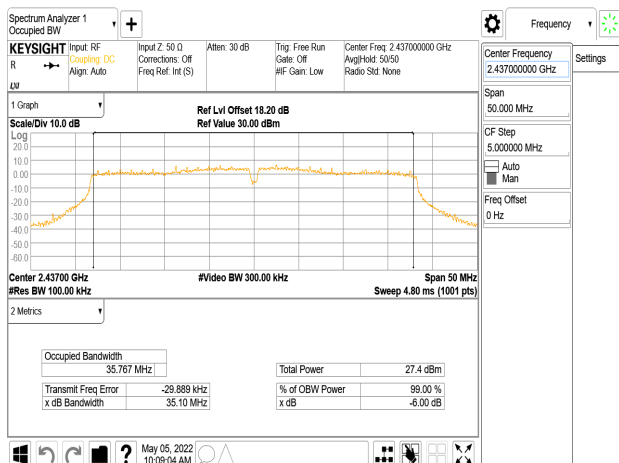 Spectrum Analyzer 1
Occupied BW
Frequency
KEYSIGHT
R
Input: RF
Coupling: DC
Align: Auto
Input Z: 50 Ω
Corrections: Off
Freq Ref: Int (S)
Atten: 30 dB
Trig: Free Run
Gate: Off
#IF Gain: Low
Center Freq: 2.437000000 GHz
Avg|Hold: 50/50
Radio Std: None
Center Frequency
2.437000000 GHz
Settings
Span
50.000 MHz
CF Step
5.000000 MHz
Auto
Man
Freq Offset
0 Hz
1 Graph
Scale/Div 10.0 dB
Ref Lvl Offset 18.20 dB
Ref Value 30.00 dBm
Log
20.0
10.0
0.00
-10.0
-20.0
-30.0
-40.0
-50.0
-60.0
Center 2.43700 GHz
#Video BW 300.00 kHz
Span 50 MHz
#Res BW 100.00 kHz
Sweep 4.80 ms (1001 pts)
2 Metrics
Occupied Bandwidth
35.767 MHz
Total Power 27.4 dBm
Transmit Freq Error -29.889 kHz
% of OBW Power 99.00 %
x dB Bandwidth 35.10 MHz
x dB -6.00 dB
?
May 05, 2022
10:09:04 AM